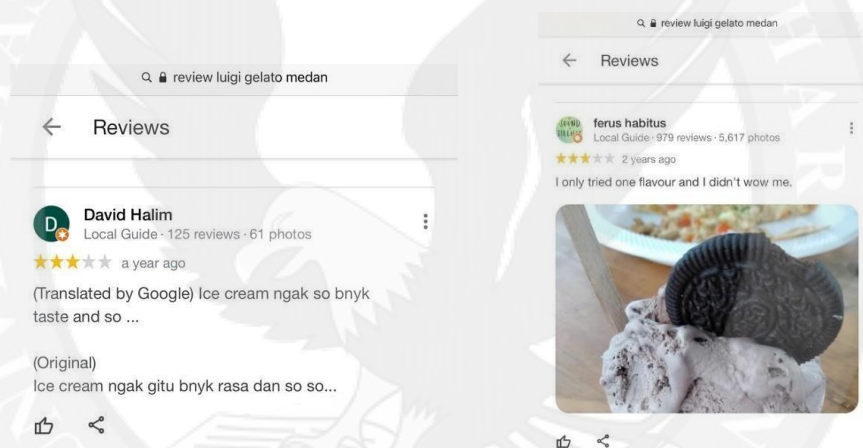 review luigi gelato medan
Reviews
D
David Halim
Local Guide · 125 reviews · 61 photos
a year ago
(Translated by Google) Ice cream ngak so bnyk
taste and so ...
(Original)
Ice cream ngak gitu bnyk rasa dan so so...
review luigi gelato medan
Reviews
ferus habitus
Local Guide · 979 reviews · 5,617 photos
2 years ago
I only tried one flavour and I didn't wow me.